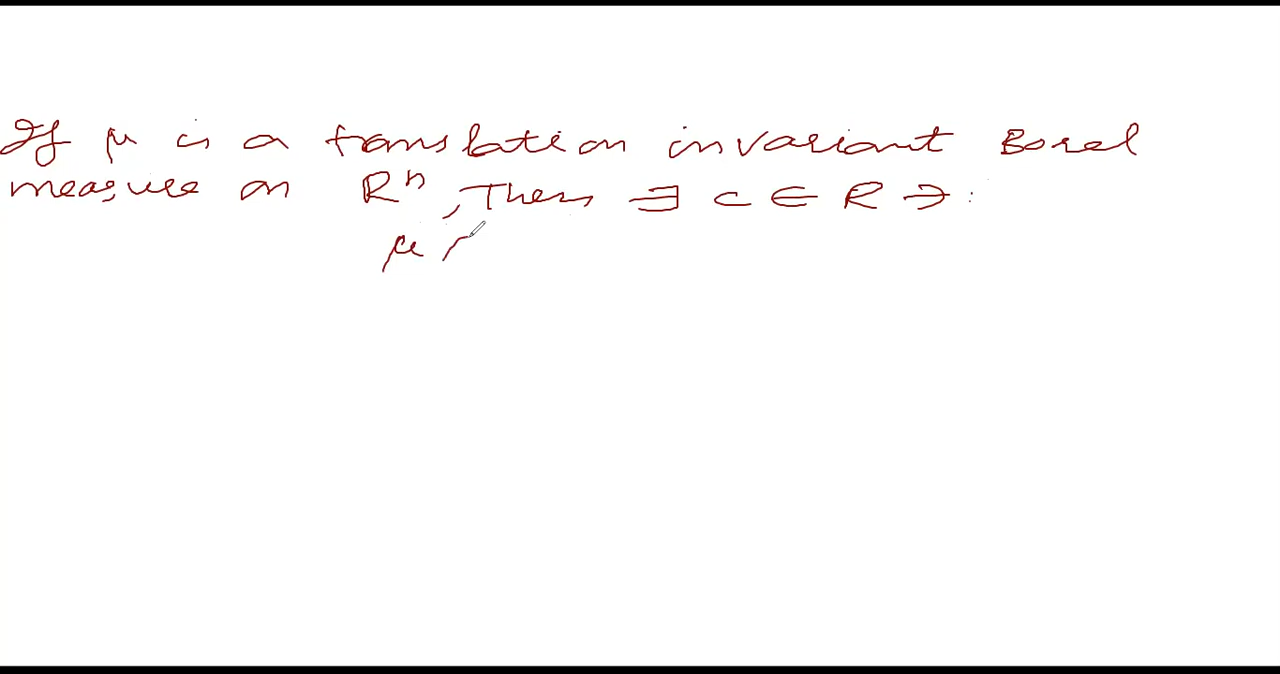 If μ is a translation invariant Borel
measure on Rⁿ, Then ∃ c ∈ R ∋:
μ